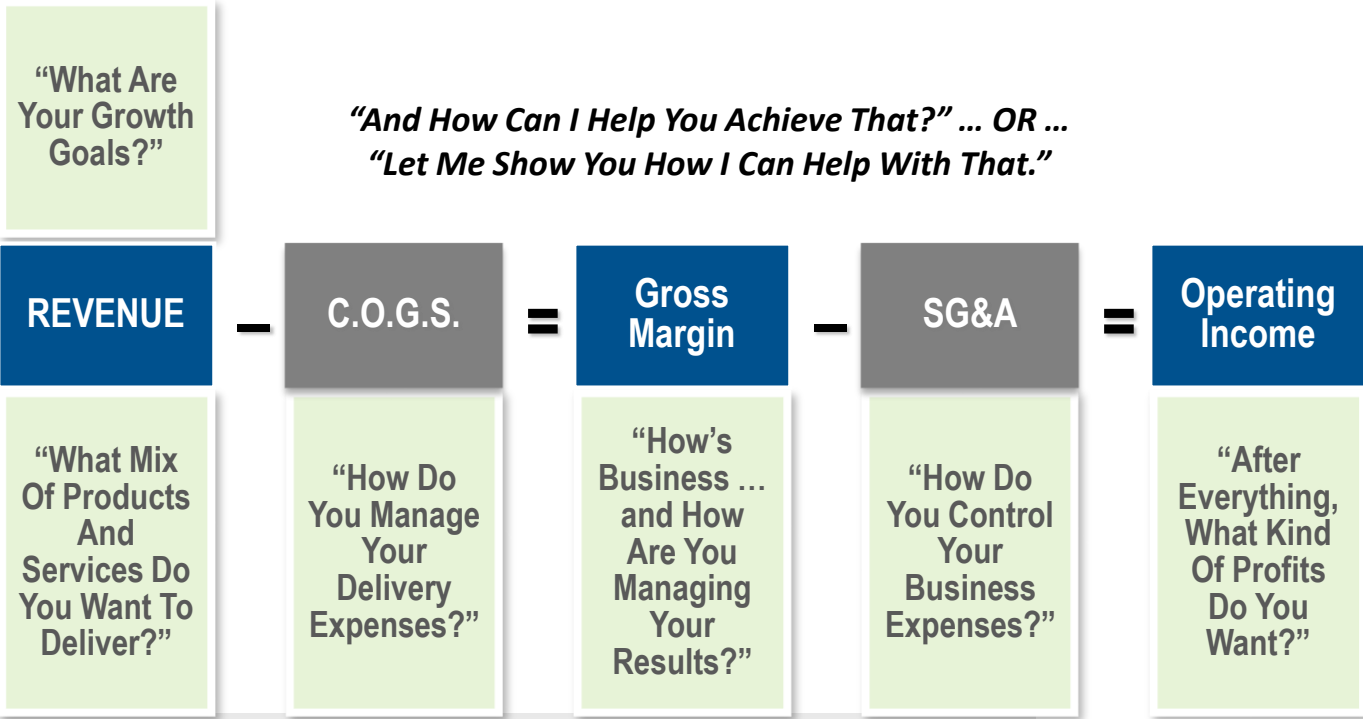 “What Are
Your Growth
Goals?”
“And How Can I Help You Achieve That?” … OR …
“Let Me Show You How I Can Help With That.”
REVENUE
–
C.O.G.S.
=
Gross
Margin
–
SG&A
=
Operating
Income
“What Mix
Of Products
And
Services Do
You Want To
Deliver?”
“How Do
You Manage
Your
Delivery
Expenses?”
“How’s
Business …
and How
Are You
Managing
Your
Results?”
“How Do
You Control
Your
Business
Expenses?”
“After
Everything,
What Kind
Of Profits
Do You
Want?”